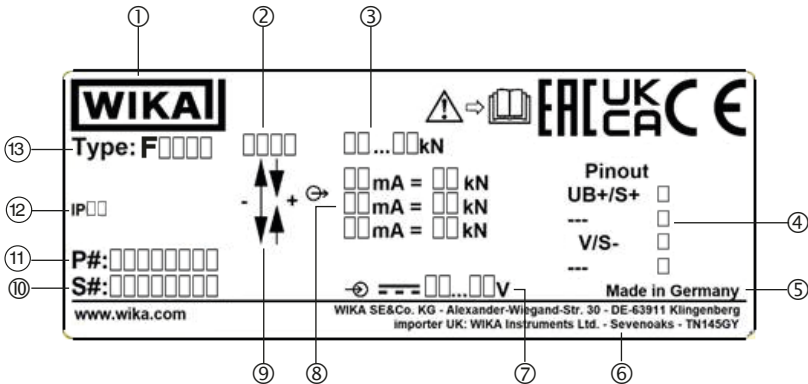 ① ② ③
WIKA
EAC UK CA CE
⑬ Type: F□□□□ □□□□ □□...□□kN
Pinout
- + □□mA = □□ kN UB+/S+ □
⑫ IP□□ □□mA = □□ kN --- □ ④
□□mA = □□ kN V/S- □
⑪ P#:□□□□□□□□ --- □
⑩ S#:□□□□□□□□ □□...□□V Made in Germany ⑤
www.wika.com WIKA SE&Co. KG - Alexander-Wiegand-Str. 30 - DE-63911 Klingenberg
importer UK: WIKA Instruments Ltd. - Sevenoaks - TN145GY
⑨ ⑧ ⑦ ⑥